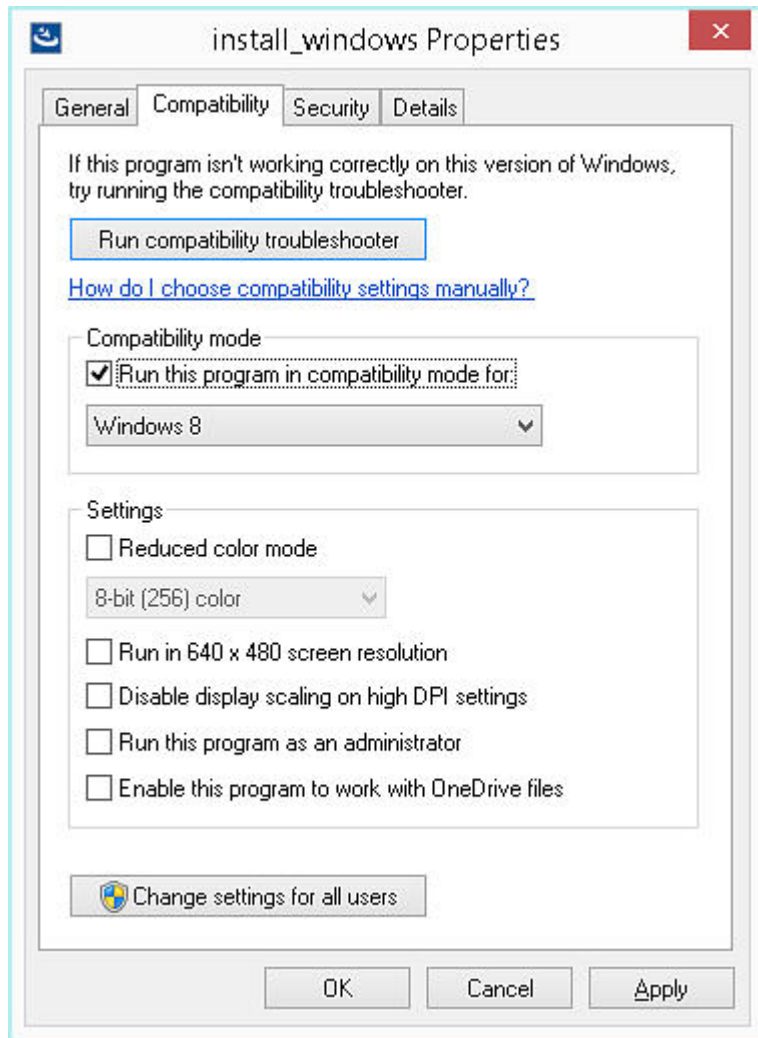 install_windows Properties
General
Compatibility
Security
Details
If this program isn't working correctly on this version of Windows,
try running the compatibility troubleshooter.
Run compatibility troubleshooter
How do I choose compatibility settings manually?
Compatibility mode
Run this program in compatibility mode for:
Windows 8
Settings
Reduced color mode
8-bit (256) color
Run in 640 x 480 screen resolution
Disable display scaling on high DPI settings
Run this program as an administrator
Enable this program to work with OneDrive files
Change settings for all users
OK
Cancel
Apply